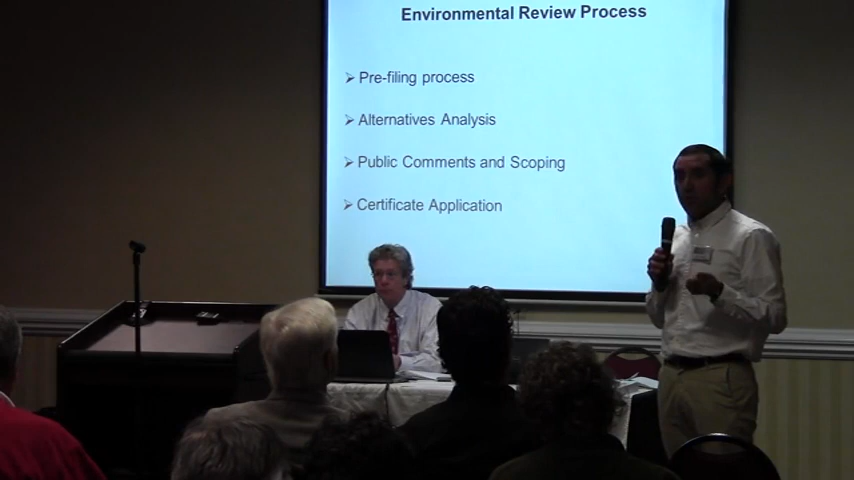 Environmental Review Process
➢ Pre-filing process
➢ Alternatives Analysis
➢ Public Comments and Scoping
➢ Certificate Application